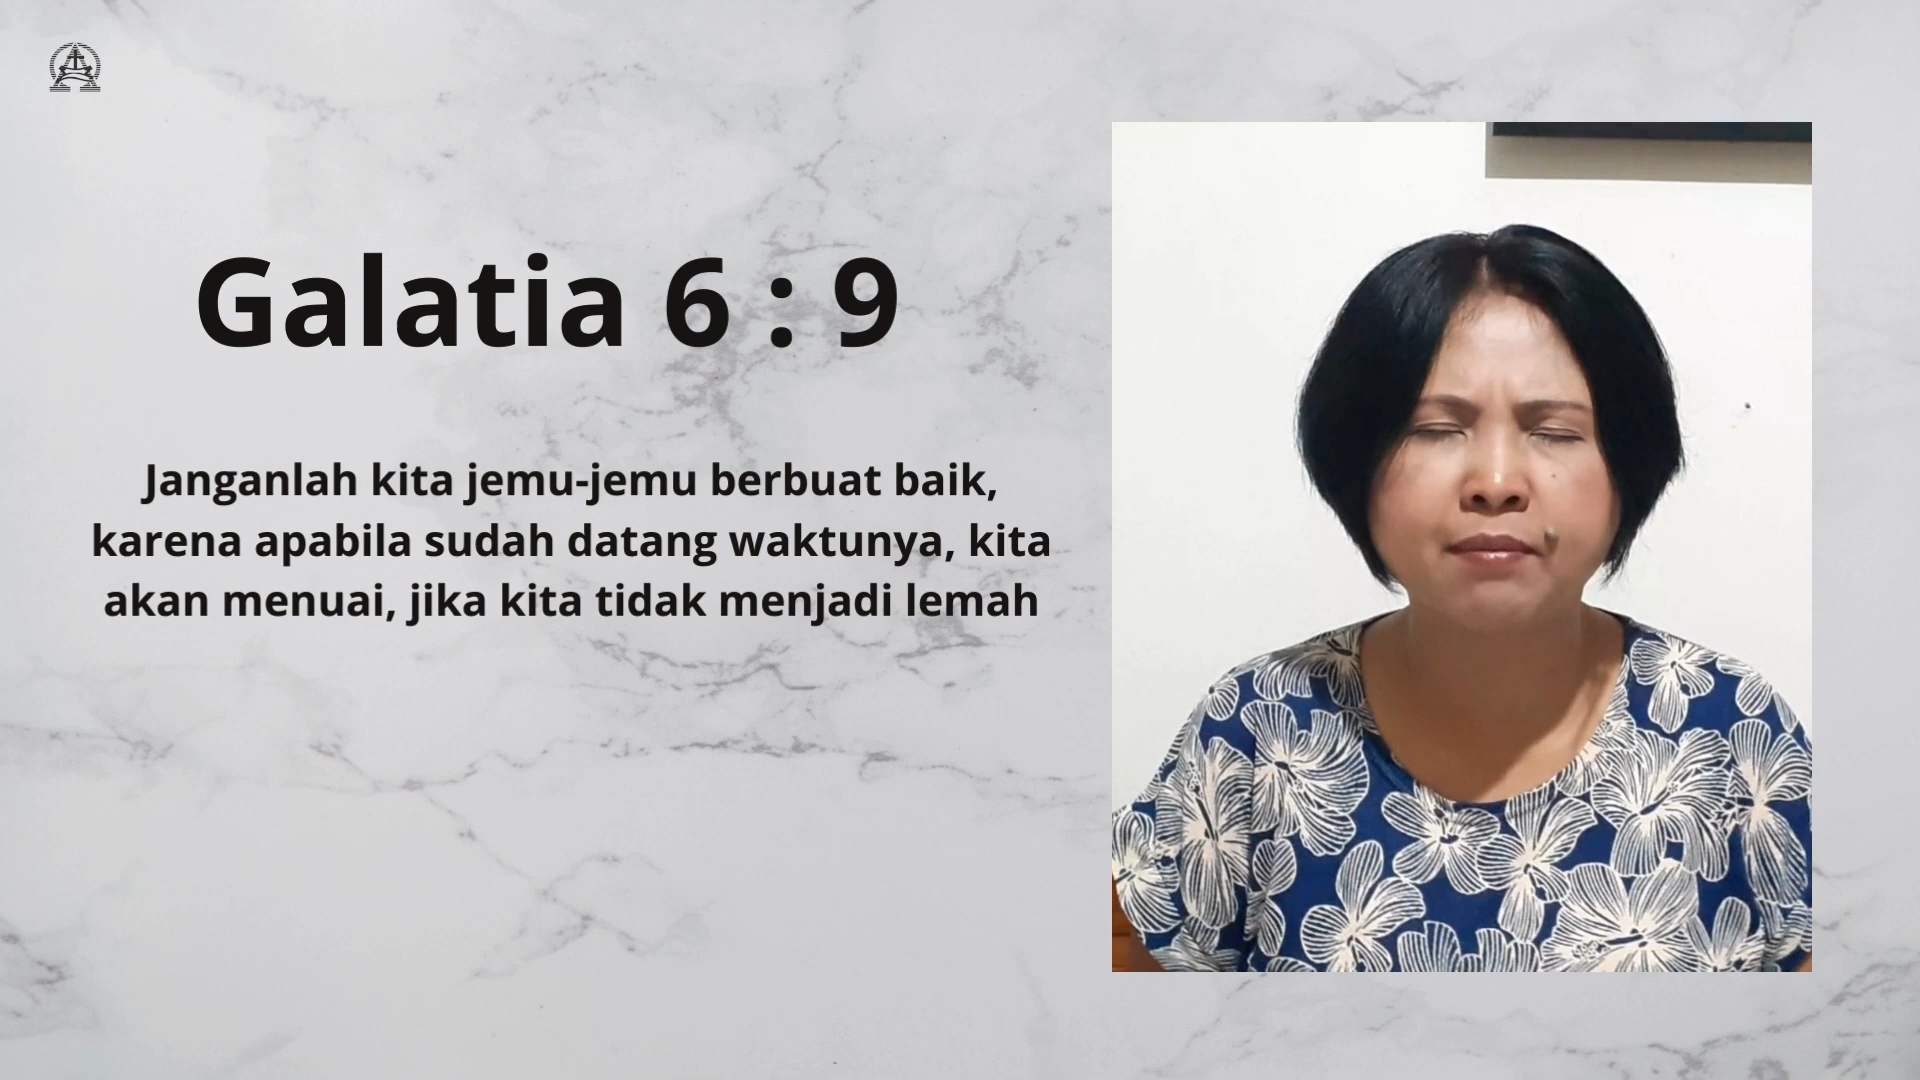 Galatia 6 : 9
Janganlah kita jemu-jemu berbuat baik,
karena apabila sudah datang waktunya, kita
akan menuai, jika kita tidak menjadi lemah